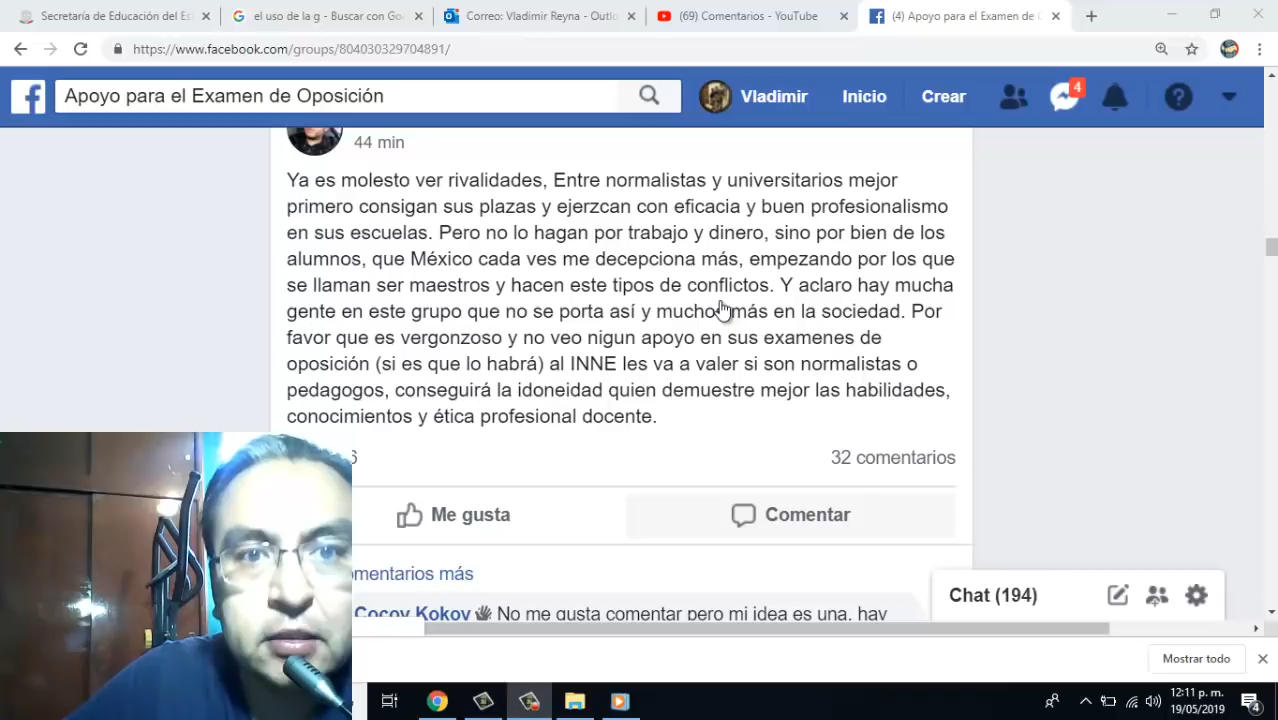 Secretaría de Educación del Es
el uso de la g - Buscar con Go
Correo: Vladimir Reyna - Outlo
(69) Comentarios - YouTube
(4) Apoyo para el Examen de
https://www.facebook.com/groups/804030329704891/
Apoyo para el Examen de Oposición
Vladimir
Inicio
Crear
4
44 min
Ya es molesto ver rivalidades, Entre normalistas y universitarios mejor
primero consigan sus plazas y ejerzcan con eficacia y buen profesionalismo
en sus escuelas. Pero no lo hagan por trabajo y dinero, sino por bien de los
alumnos, que México cada ves me decepciona más, empezando por los que
se llaman ser maestros y hacen este tipos de conflictos. Y aclaro hay mucha
gente en este grupo que no se porta así y mucho más en la sociedad. Por
favor que es vergonzoso y no veo nigun apoyo en sus examenes de
oposición (si es que lo habrá) al INNE les va a valer si son normalistas o
pedagogos, conseguirá la idoneidad quien demuestre mejor las habilidades,
conocimientos y ética profesional docente.
6
32 comentarios
Me gusta
Comentar
omentarios más
Chat (194)
Cocoy Kokoy No me gusta comentar pero mi idea es una, hay
Mostrar todo
12:11 p. m.
19/05/2019
4